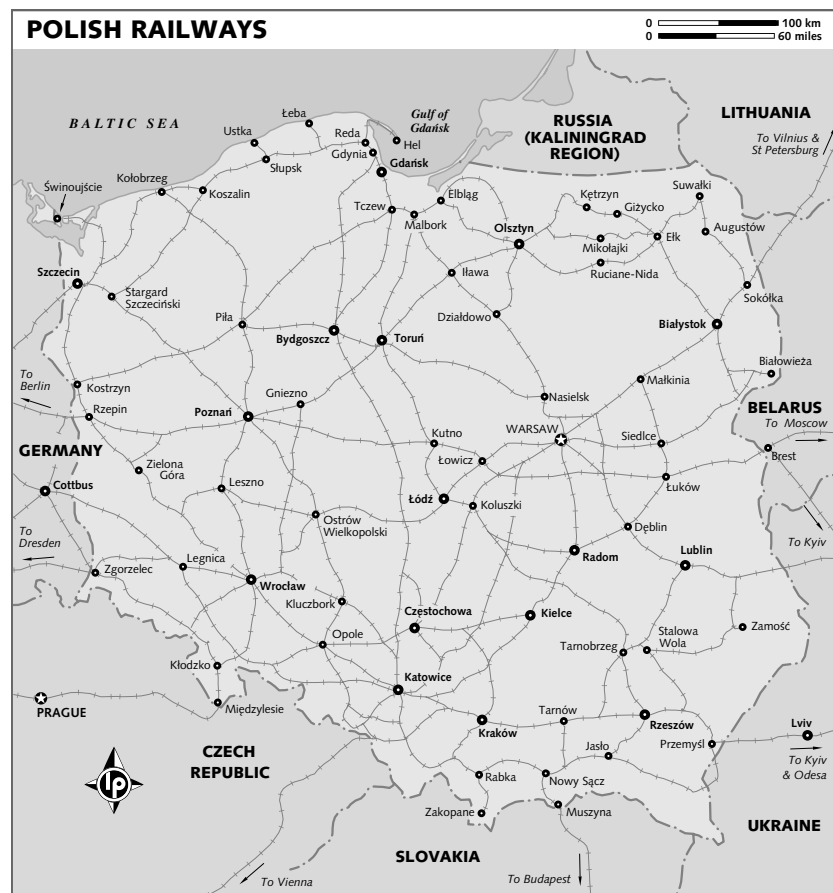 POLISH RAILWAYS
0 100 km
0 60 miles
BALTIC SEA
Gulf of
Gdańsk
RUSSIA
(KALININGRAD
REGION)
LITHUANIA
To Vilnius &
St Petersburg
Łeba
Ustka
Reda
Hel
Gdynia
Słupsk
Gdańsk
Świnoujście
Kołobrzeg
Koszalin
Tczew
Elbląg
Malbork
Kętrzyn
Giżycko
Suwałki
Augustów
Olsztyn
Mikołajki
Ełk
Ruciane-Nida
Szczecin
Stargard
Szczeciński
Iława
Sokółka
Piła
Działdowo
Bydgoszcz
Toruń
Białystok
To
Berlin
Kostrzyn
Rzepin
Gniezno
Poznań
Nasielsk
Małkinia
Białowieża
BELARUS
To Moscow
GERMANY
Kutno
WARSAW
Siedlce
Brest
Zielona
Góra
Łowicz
Cottbus
Leszno
Łuków
Łódź
Koluszki
Ostrów
Wielkopolski
To
Dresden
Dęblin
To Kyiv
Zgorzelec
Legnica
Wrocław
Radom
Lublin
Kluczbork
Częstochowa
Kielce
Zamość
Opole
Tarnobrzeg
Stalowa
Wola
Kłodzko
Katowice
PRAGUE
Międzylesie
Kraków
Tarnów
Rzeszów
Lviv
Przemyśl
Jasło
CZECH
REPUBLIC
To Kyiv
& Odesa
Rabka
Nowy Sącz
LP
Zakopane
Muszyna
UKRAINE
SLOVAKIA
To Vienna
To Budapest